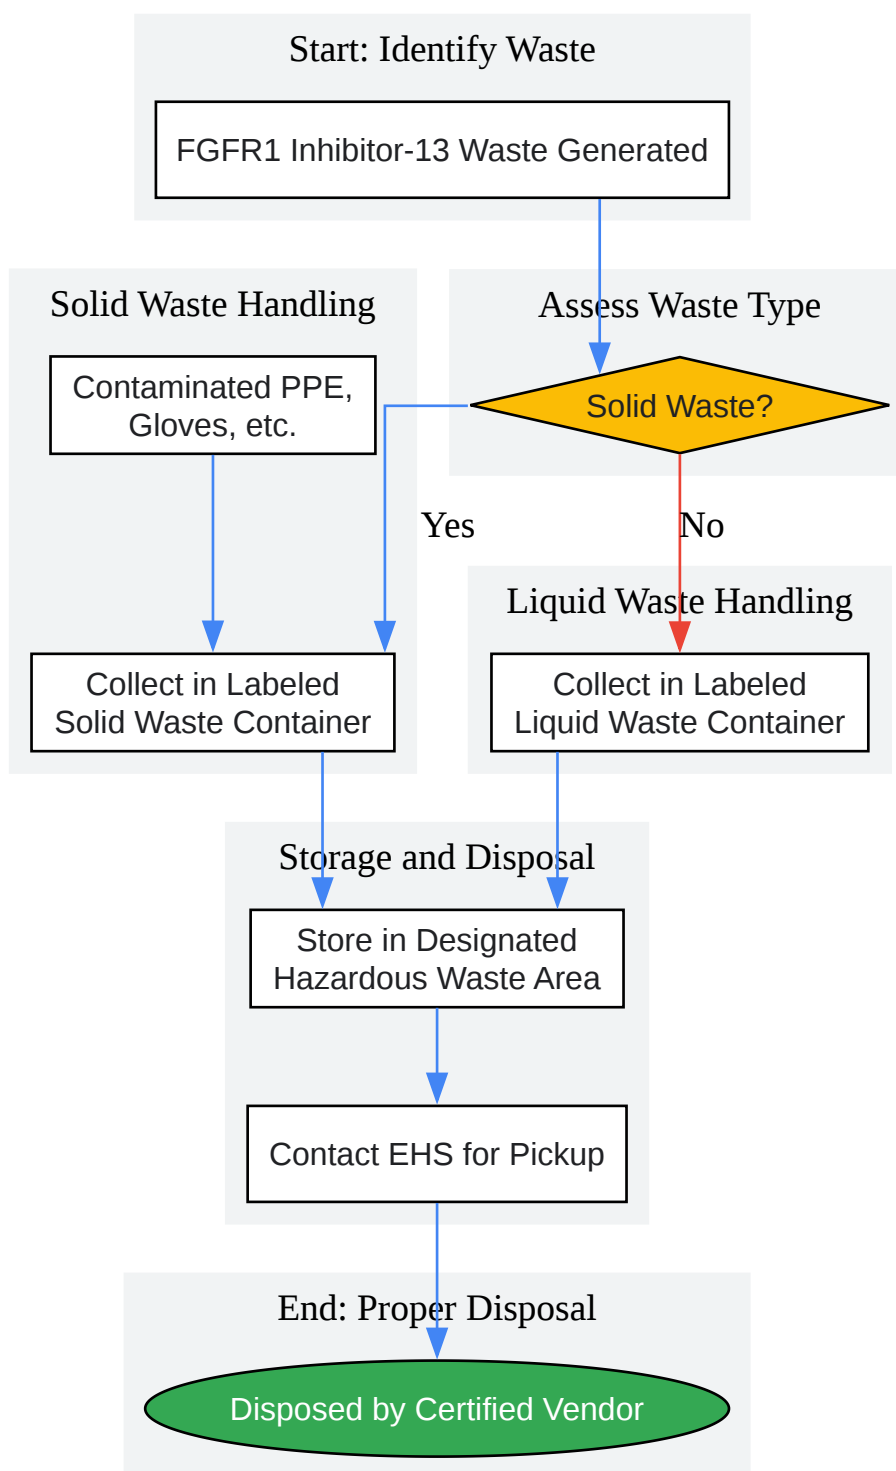 Start: Identify Waste
FGFR1 Inhibitor-13 Waste Generated
Solid Waste Handling
Assess Waste Type
Contaminated PPE,
Gloves, etc.
Solid Waste?
Yes
No
Liquid Waste Handling
Collect in Labeled
Solid Waste Container
Collect in Labeled
Liquid Waste Container
Storage and Disposal
Store in Designated
Hazardous Waste Area
Contact EHS for Pickup
End: Proper Disposal
Disposed by Certified Vendor